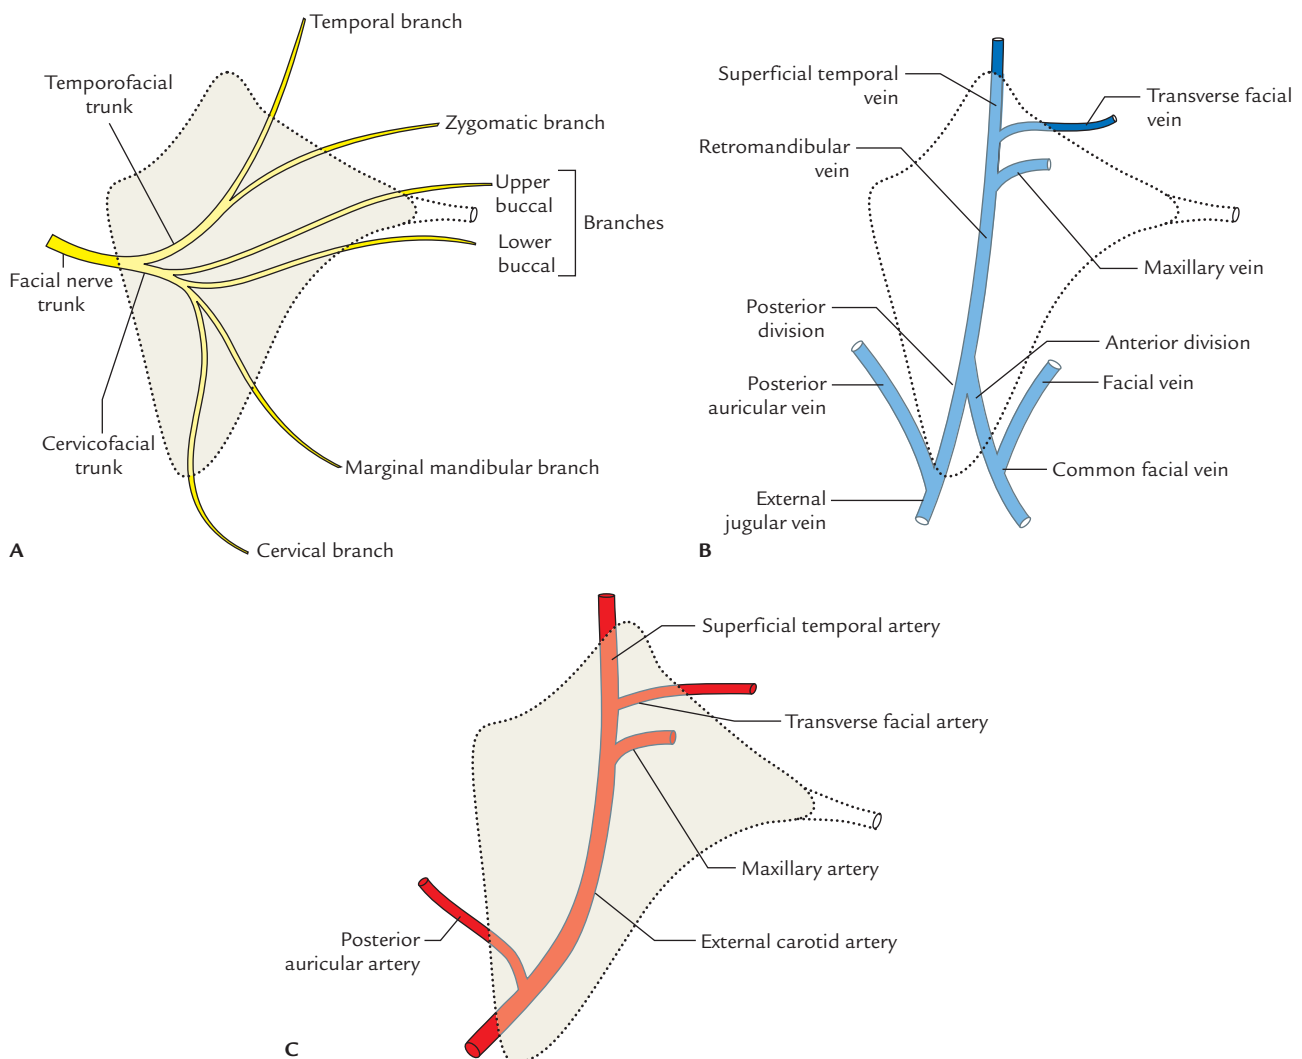 Temporal branch
Temporofacial
trunk
Zygomatic branch
Upper
buccal
Branches
Lower
buccal
Facial nerve
trunk
Cervicofacial
trunk
Marginal mandibular branch
Cervical branch
A
Superficial temporal
vein
Transverse facial
vein
Retromandibular
vein
Maxillary vein
Posterior
division
Anterior division
Posterior
auricular vein
Facial vein
Common facial vein
External
jugular vein
B
Superficial temporal artery
Transverse facial artery
Maxillary artery
Posterior
auricular artery
External carotid artery
C